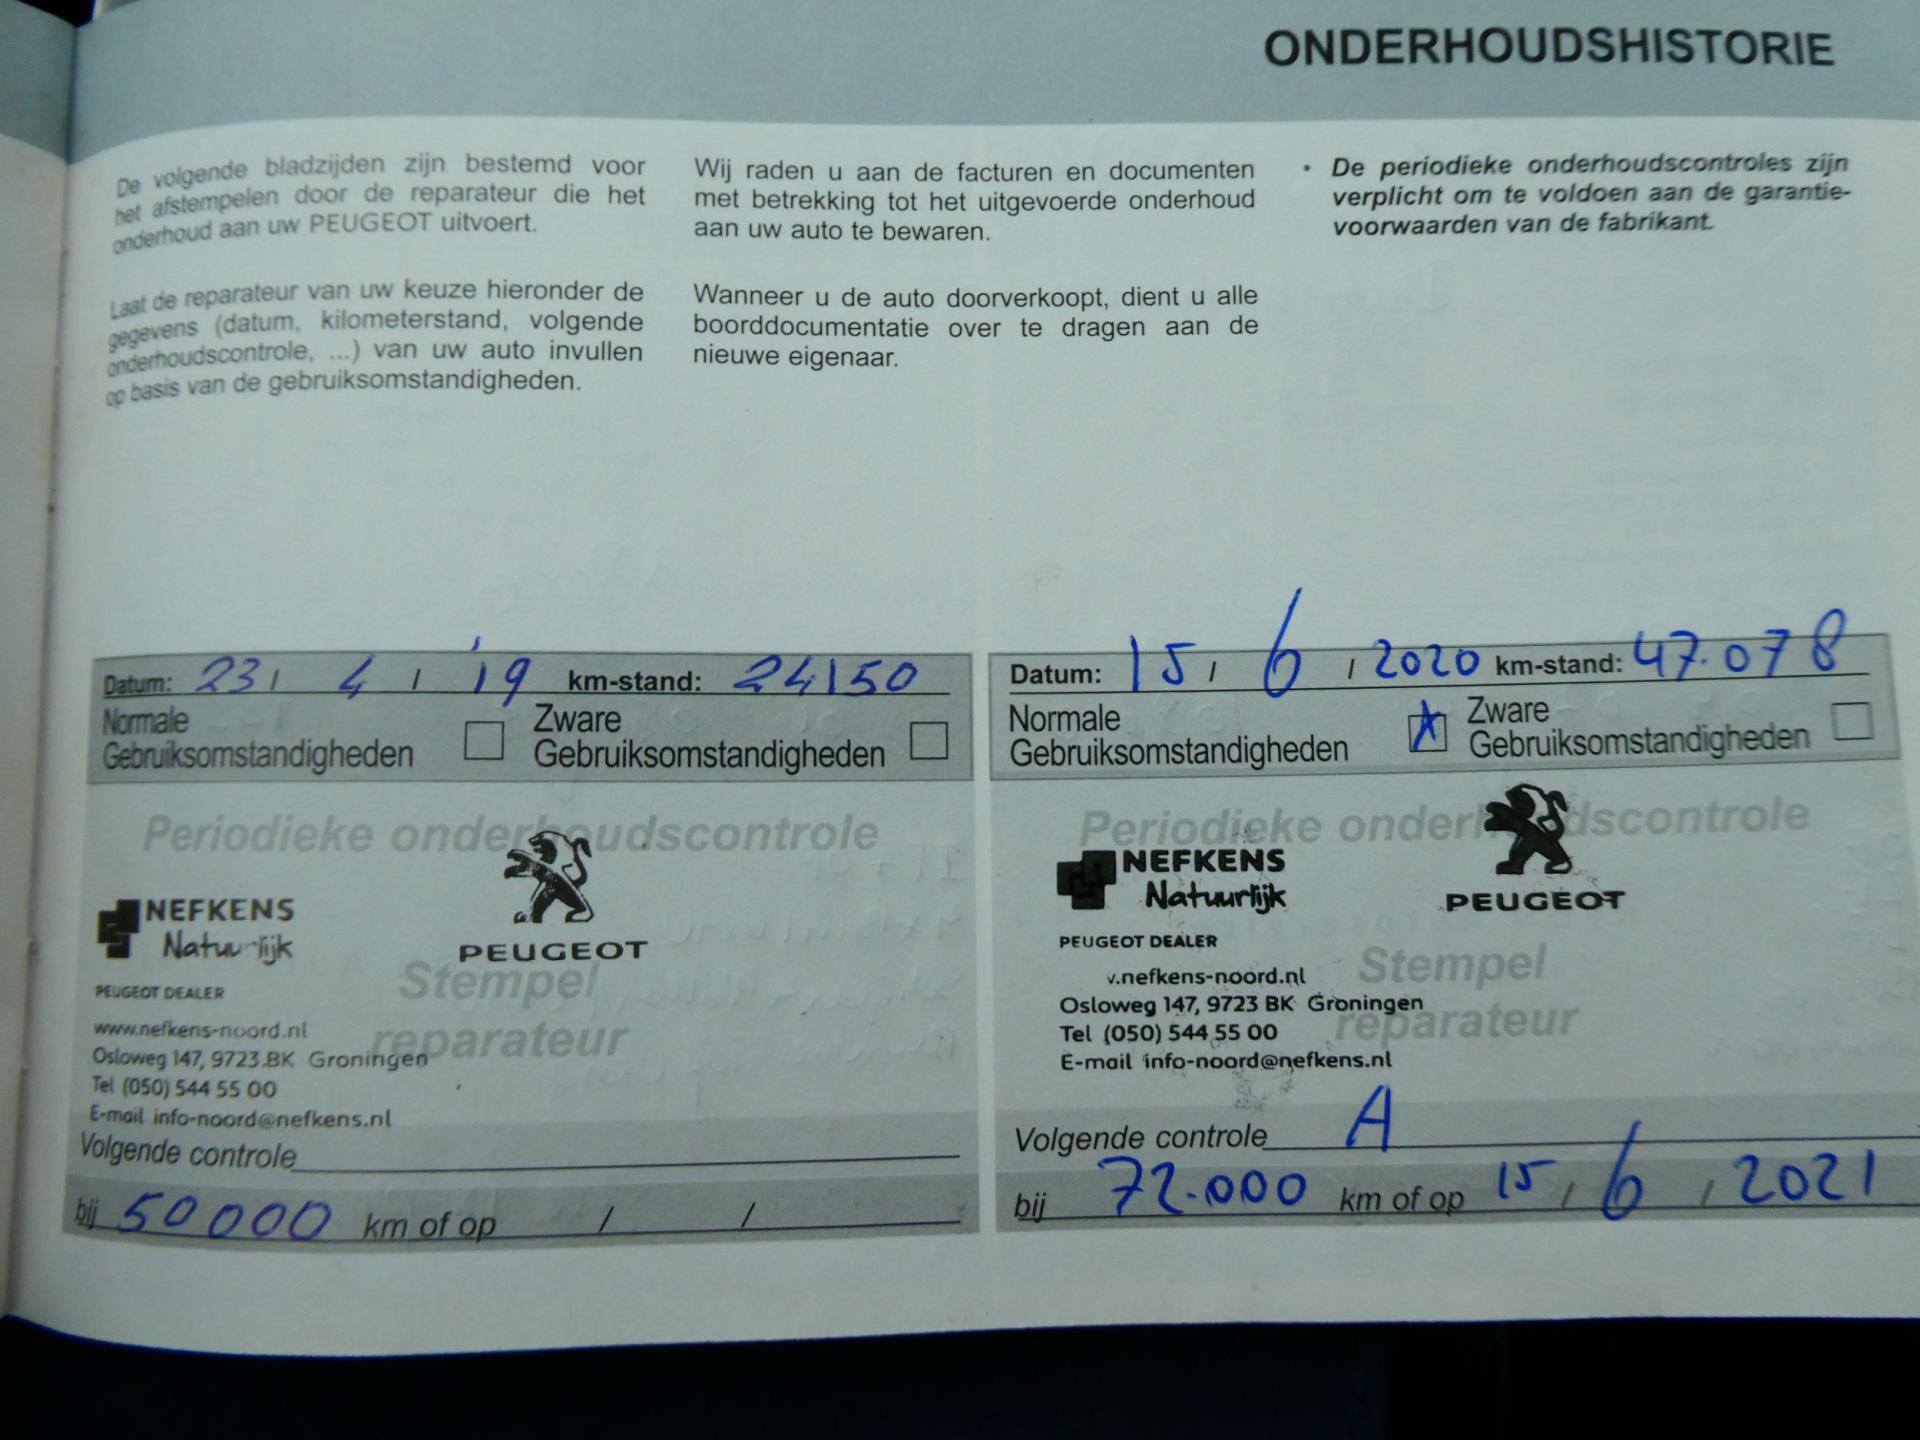 ONDERHOUDSHISTORIE
De volgende bladzijden zijn bestemd voor
het afstempelen door de reparateur die het
onderhoud aan uw PEUGEOT uitvoert.
Laat de reparateur van uw keuze hieronder de
gegevens (datum, kilometerstand, volgende
onderhoudscontrole, ...) van uw auto invullen
op basis van de gebruiksomstandigheden.
Wij raden u aan de facturen en documenten
met betrekking tot het uitgevoerde onderhoud
aan uw auto te bewaren.
Wanneer u de auto doorverkoopt, dient u alle
boorddocumentatie over te dragen aan de
nieuwe eigenaar.
• De periodieke onderhoudscontroles zijn
verplicht om te voldoen aan de garantie-
voorwaarden van de fabrikant.
Datum: 23 / 4 / '19 km-stand: 24150
Normale
Gebruiksomstandigheden
Zware
Gebruiksomstandigheden
Periodieke onderhoudscontrole
NEFKENS
Natuurlijk
PEUGEOT
Stempel
reparateur
PEUGEOT DEALER
www.nefkens-noord.nl
Osloweg 147, 9723 BK Groningen
Tel (050) 544 55 00
E-mail info-noord@nefkens.nl
Volgende controle
bij 50000 km of op / /
Datum: 15 / 6 / 2020 km-stand: 47.078
Normale
Gebruiksomstandigheden X
Zware
Gebruiksomstandigheden
Periodieke onderhoudscontrole
NEFKENS
Natuurlijk
PEUGEOT
PEUGEOT DEALER
Stempel
reparateur
v.nefkens-noord.nl
Osloweg 147, 9723 BK Groningen
Tel (050) 544 55 00
E-mail info-noord@nefkens.nl
Volgende controle A
bij 72.000 km of op 15 / 6 / 2021